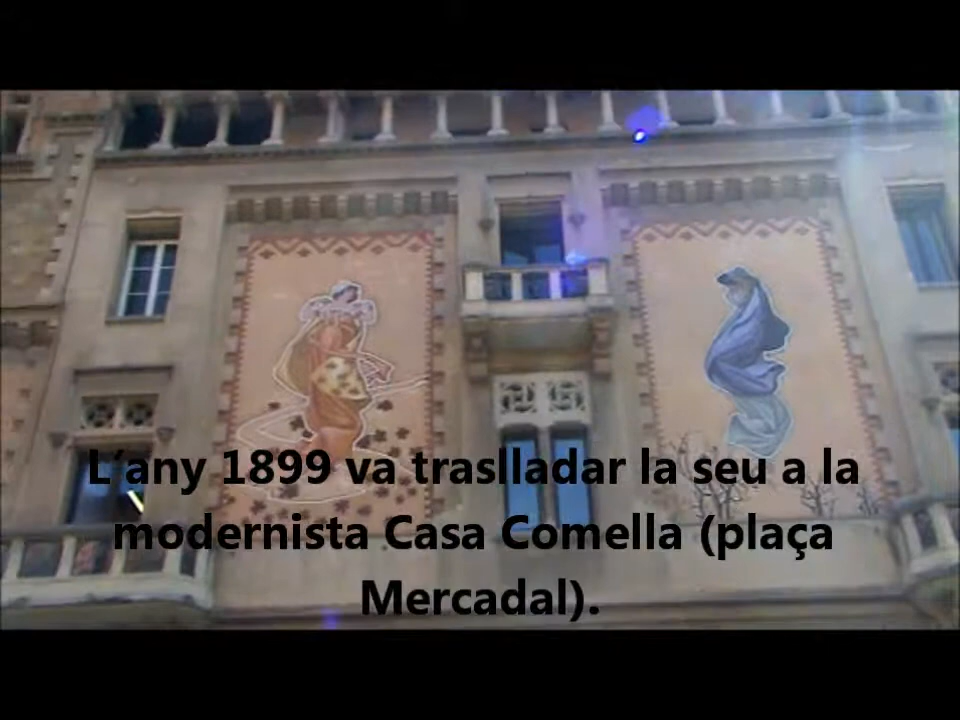 L'any 1899 va traslladar la seu a la
modernista Casa Comella (plaça
Mercadal).